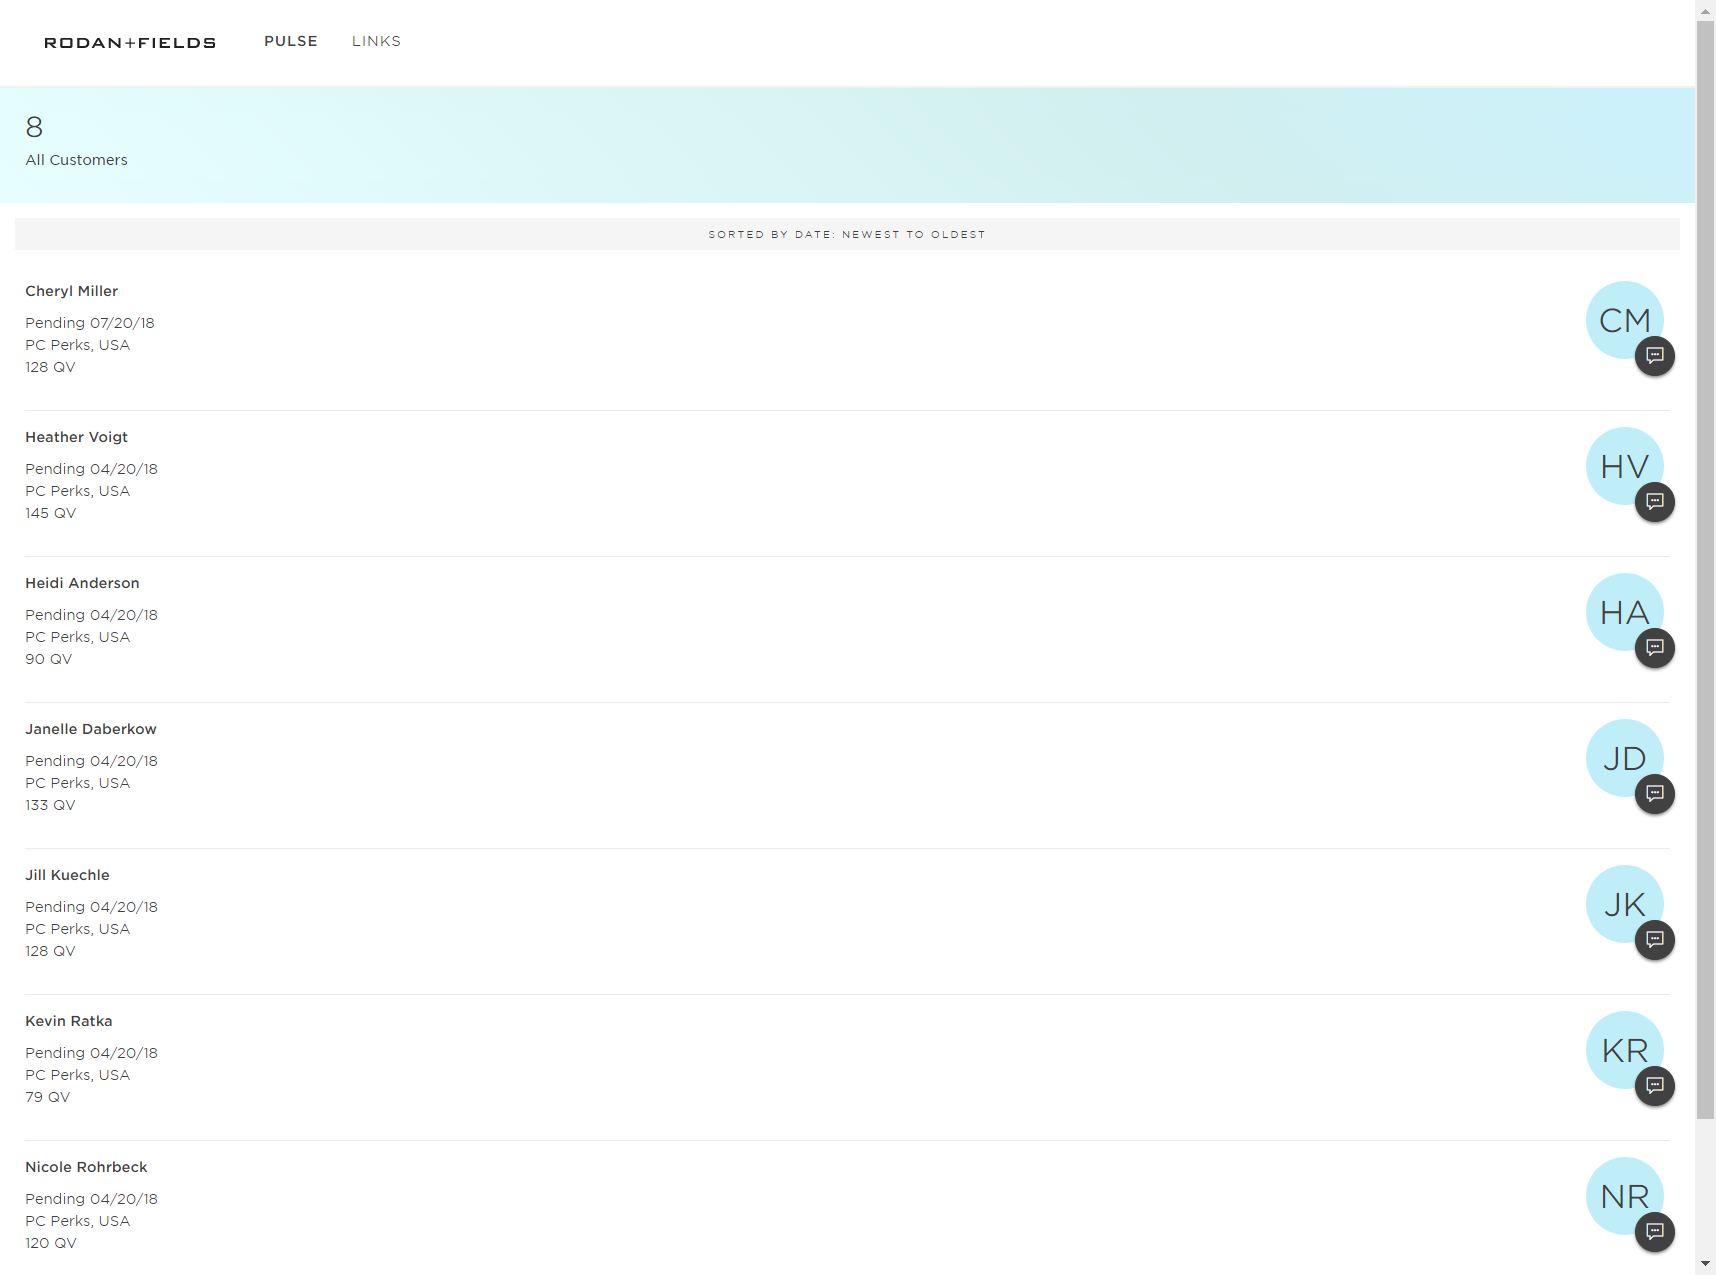 RODAN+FIELDS PULSE LINKS
8
All Customers
SORTED BY DATE: NEWEST TO OLDEST
Cheryl Miller
Pending 07/20/18
PC Perks, USA
128 QV
CM
Heather Voigt
Pending 04/20/18
PC Perks, USA
145 QV
HV
Heidi Anderson
Pending 04/20/18
PC Perks, USA
90 QV
HA
Janelle Daberkow
Pending 04/20/18
PC Perks, USA
133 QV
JD
Jill Kuechle
Pending 04/20/18
PC Perks, USA
128 QV
JK
Kevin Ratka
Pending 04/20/18
PC Perks, USA
79 QV
KR
Nicole Rohrbeck
Pending 04/20/18
PC Perks, USA
120 QV
NR